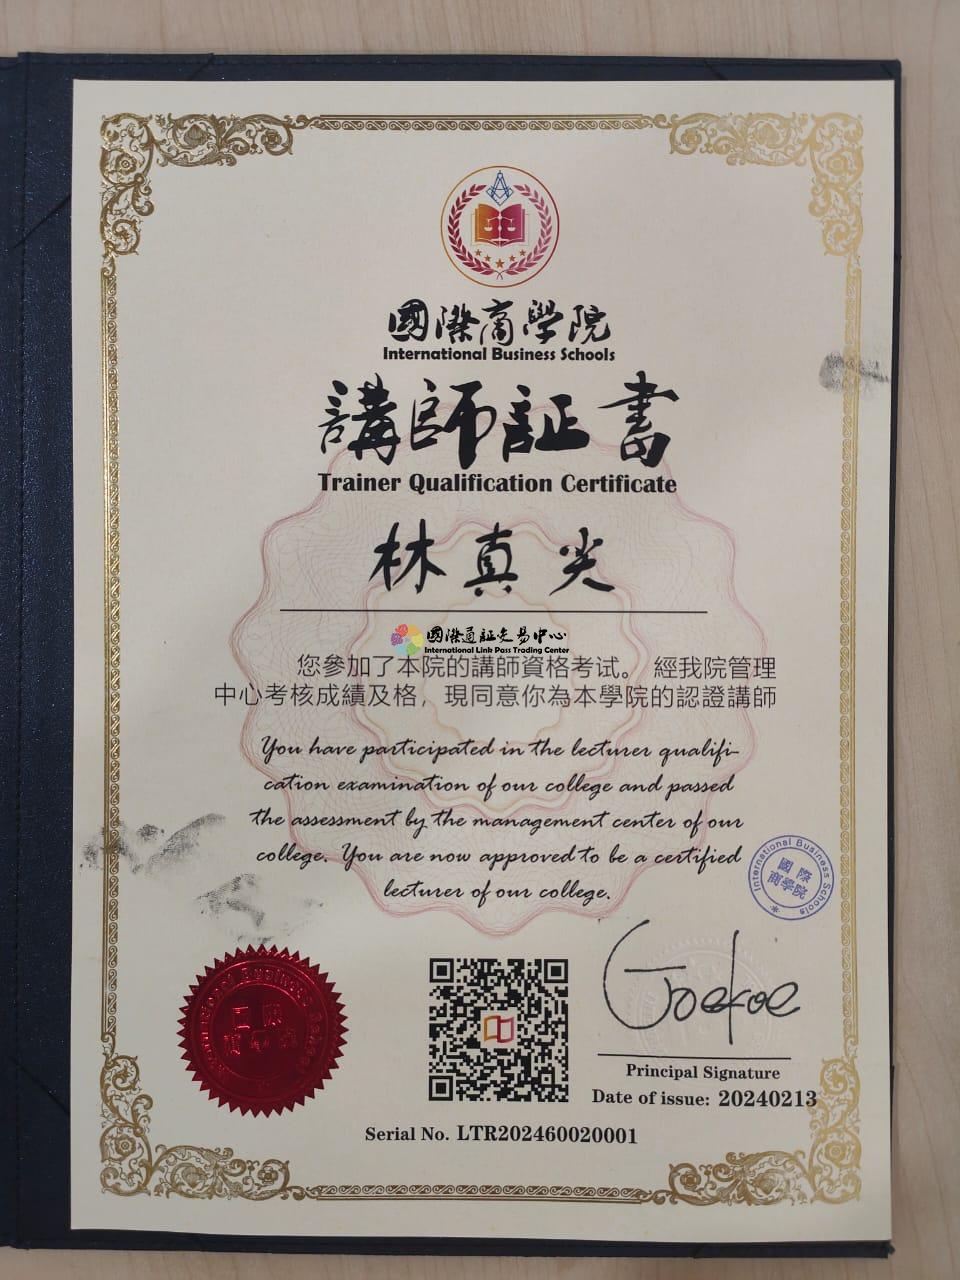 國際商學院
International Business Schools
講師証書
Trainer Qualification Certificate
林真尖
國際通証交易中心
International Link Pass Trading Center
您參加了本院的講師資格考试。 經我院管理
中心考核成績及格，現同意你為本學院的認證講師
You have participated in the lecturer qualifi-
cation examination of our college and passed
the assessment by the management center of our
college. You are now approved to be a certified
lecturer of our college.
International Business Schools
國際
商學院
Joekoe
Principal Signature
Date of issue: 20240213
Serial No. LTR202460020001